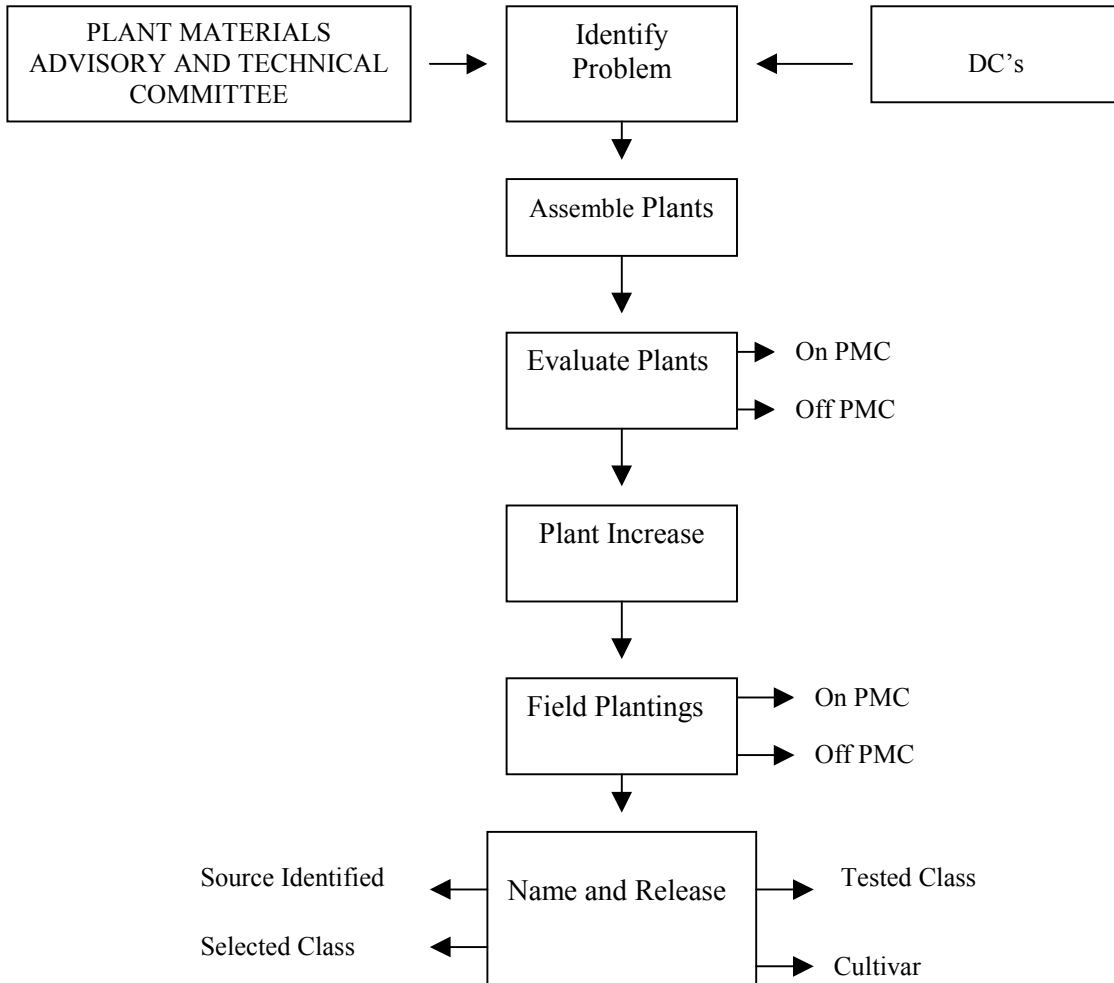 PLANT MATERIALS
ADVISORY AND TECHNICAL
COMMITTEE
Identify
Problem
DC’s
Assemble Plants
Evaluate Plants
On PMC
Off PMC
Plant Increase
Field Plantings
On PMC
Off PMC
Source Identified
Selected Class
Name and Release
Tested Class
Cultivar